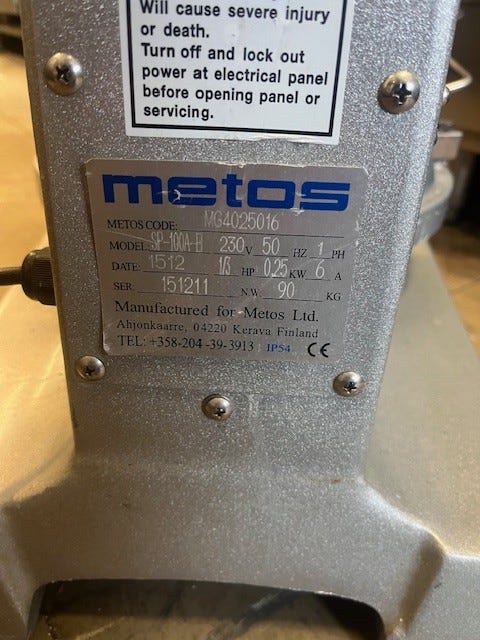 Will cause severe injury
or death.
Turn off and lock out
power at electrical panel
before opening panel or
servicing.
metos
METOS CODE: MG4025016
MODEL: SP-100A-H 230 V 50 HZ 1 PH
DATE: 1512 1/3 HP 0.25 KW 6 A
SER. 151211 N.W. 90 KG
Manufactured for Metos Ltd.
Ahjonkaarre, 04220 Kerava Finland
TEL: +358-204 -39-3913 IP54 CE